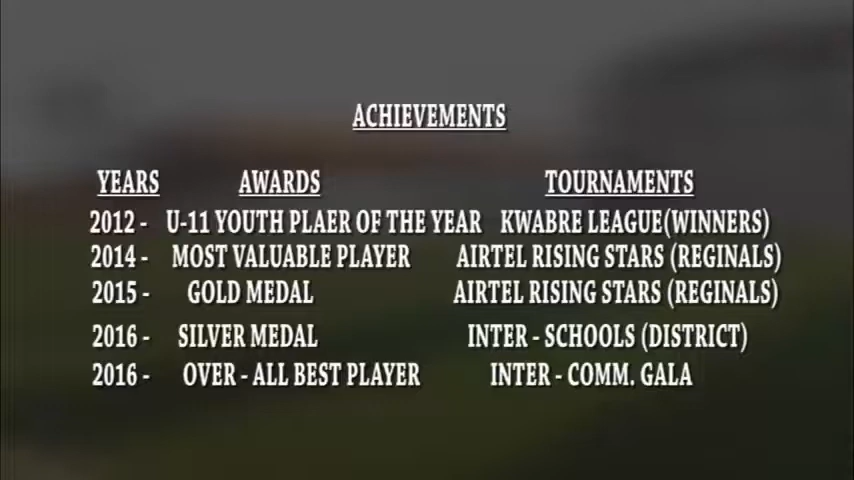 ACHIEVEMENTS
YEARS AWARDS TOURNAMENTS
2012 - U-11 YOUTH PLAER OF THE YEAR KWABRE LEAGUE(WINNERS)
2014 - MOST VALUABLE PLAYER AIRTEL RISING STARS (REGINALS)
2015 - GOLD MEDAL AIRTEL RISING STARS (REGINALS)
2016 - SILVER MEDAL INTER - SCHOOLS (DISTRICT)
2016 - OVER - ALL BEST PLAYER INTER - COMM. GALA